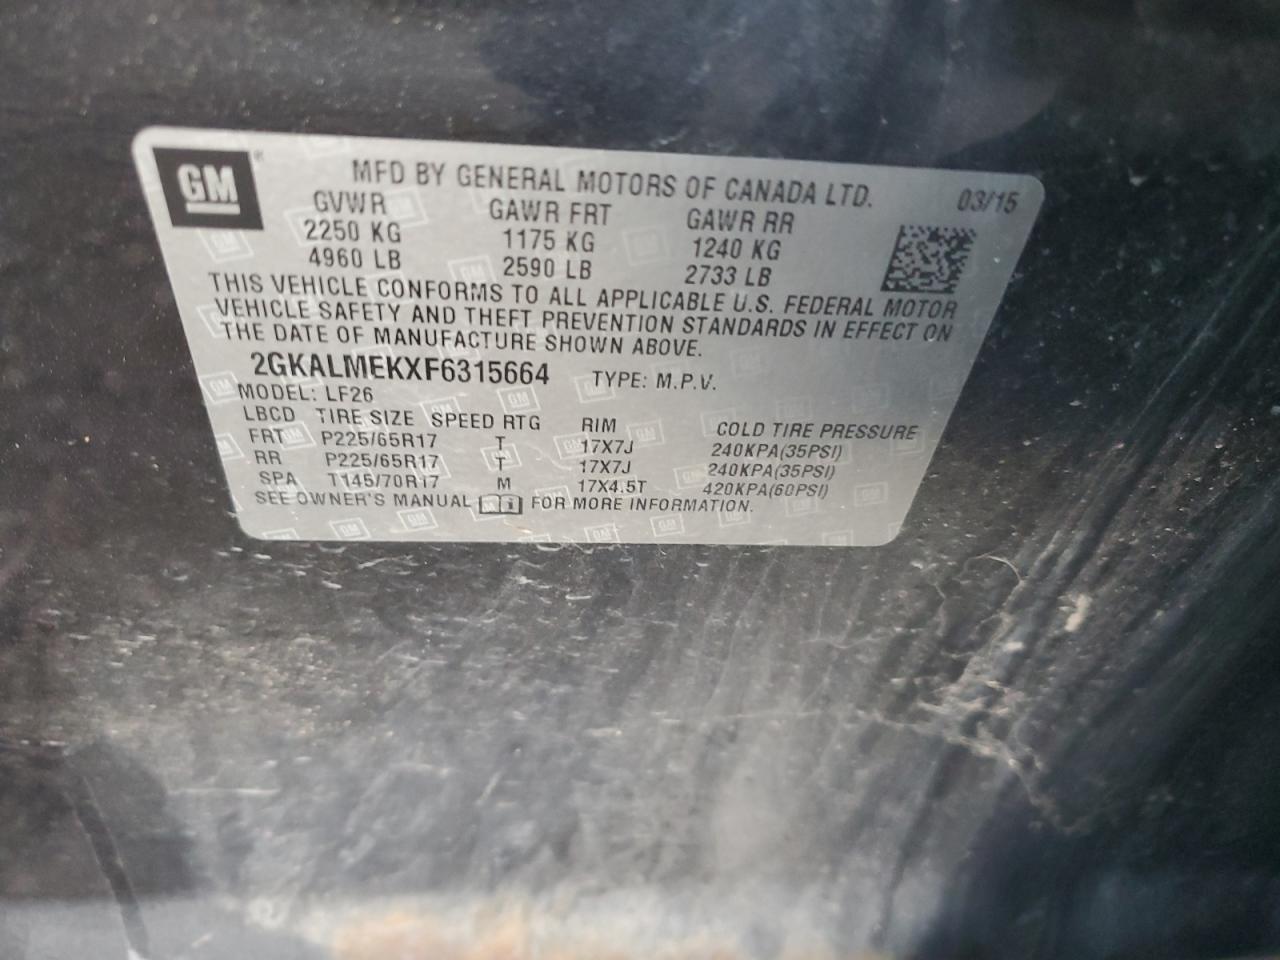 GM
MFD BY GENERAL MOTORS OF CANADA LTD. 03/15
GVWR GAWR FRT GAWR RR
2250 KG 1175 KG 1240 KG
4960 LB 2590 LB 2733 LB
THIS VEHICLE CONFORMS TO ALL APPLICABLE U.S. FEDERAL MOTOR
VEHICLE SAFETY AND THEFT PREVENTION STANDARDS IN EFFECT ON
THE DATE OF MANUFACTURE SHOWN ABOVE.
2GKALMEKXF6315664 TYPE: M.P.V.
MODEL: LF26
LBCD TIRE SIZE SPEED RTG RIM COLD TIRE PRESSURE
FRT P225/65R17 T 17X7J 240KPA(35PSI)
RR P225/65R17 T 17X7J 240KPA(35PSI)
SPA T145/70R17 M 17X4.5T 420KPA(60PSI)
SEE OWNER'S MANUAL i FOR MORE INFORMATION.